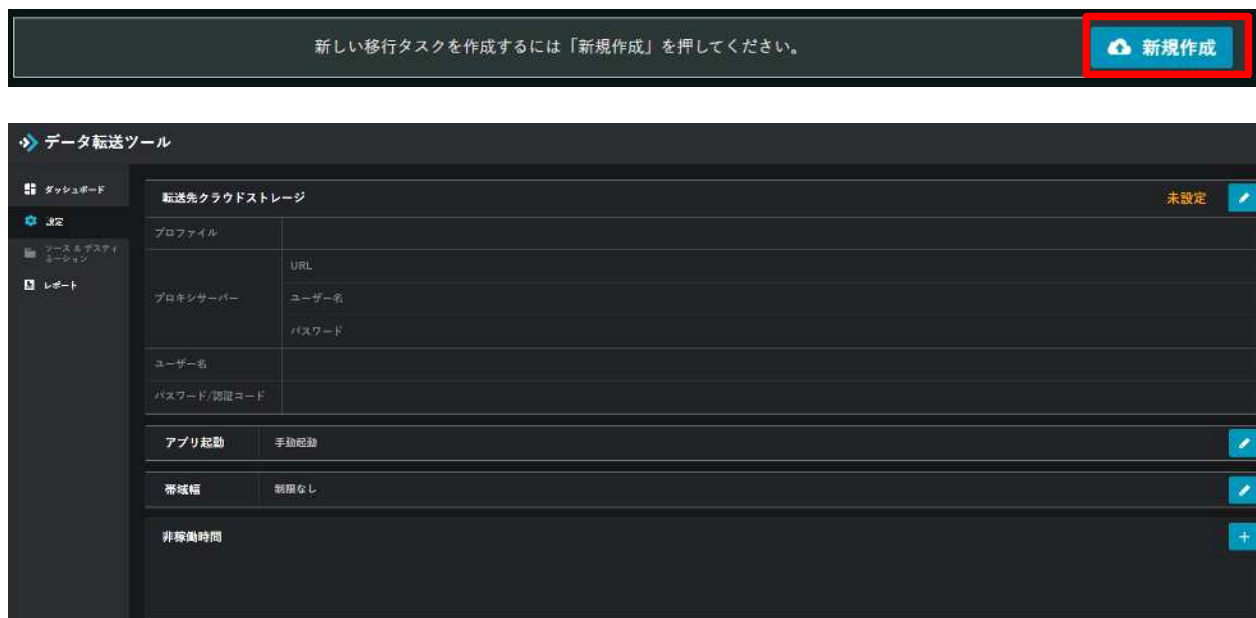 新しい移行タスクを作成するには「新規作成」を押してください。
新規作成
データ転送ツール
ダッシュボード
設定
ソース & デスティ
ネーション
レポート
転送先クラウドストレージ
未設定
プロファイル
プロキシサーバー
URL
ユーザー名
パスワード
ユーザー名
パスワード/認証コード
アプリ起動
手動起動
帯域幅
制限なし
非稼働時間